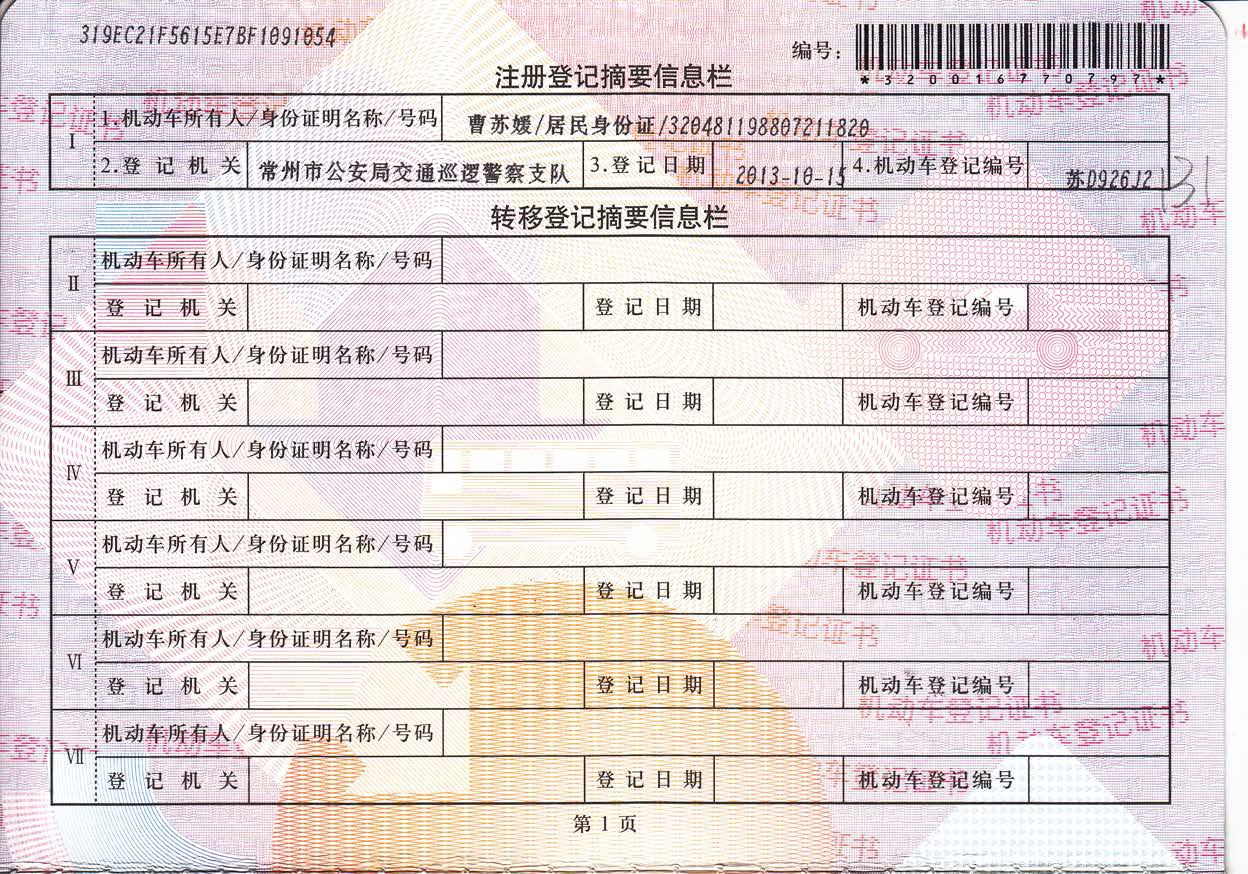 319EC21F5615E7BF1091054
编号：
*320016770797*
注册登记摘要信息栏
Ⅰ
1.机动车所有人/身份证明名称/号码 曹苏媛/居民身份证/320481198807211820
2.登记机关 常州市公安局交通巡逻警察支队 3.登记日期 2013-10-15 4.机动车登记编号 苏D926J2
131
转移登记摘要信息栏
Ⅱ
机动车所有人/身份证明名称/号码
登记机关 登记日期 机动车登记编号
Ⅲ
机动车所有人/身份证明名称/号码
登记机关 登记日期 机动车登记编号
Ⅳ
机动车所有人/身份证明名称/号码
登记机关 登记日期 机动车登记编号
Ⅴ
机动车所有人/身份证明名称/号码
登记机关 登记日期 机动车登记编号
Ⅵ
机动车所有人/身份证明名称/号码
登记机关 登记日期 机动车登记编号
Ⅶ
机动车所有人/身份证明名称/号码
登记机关 登记日期 机动车登记编号
第 1 页